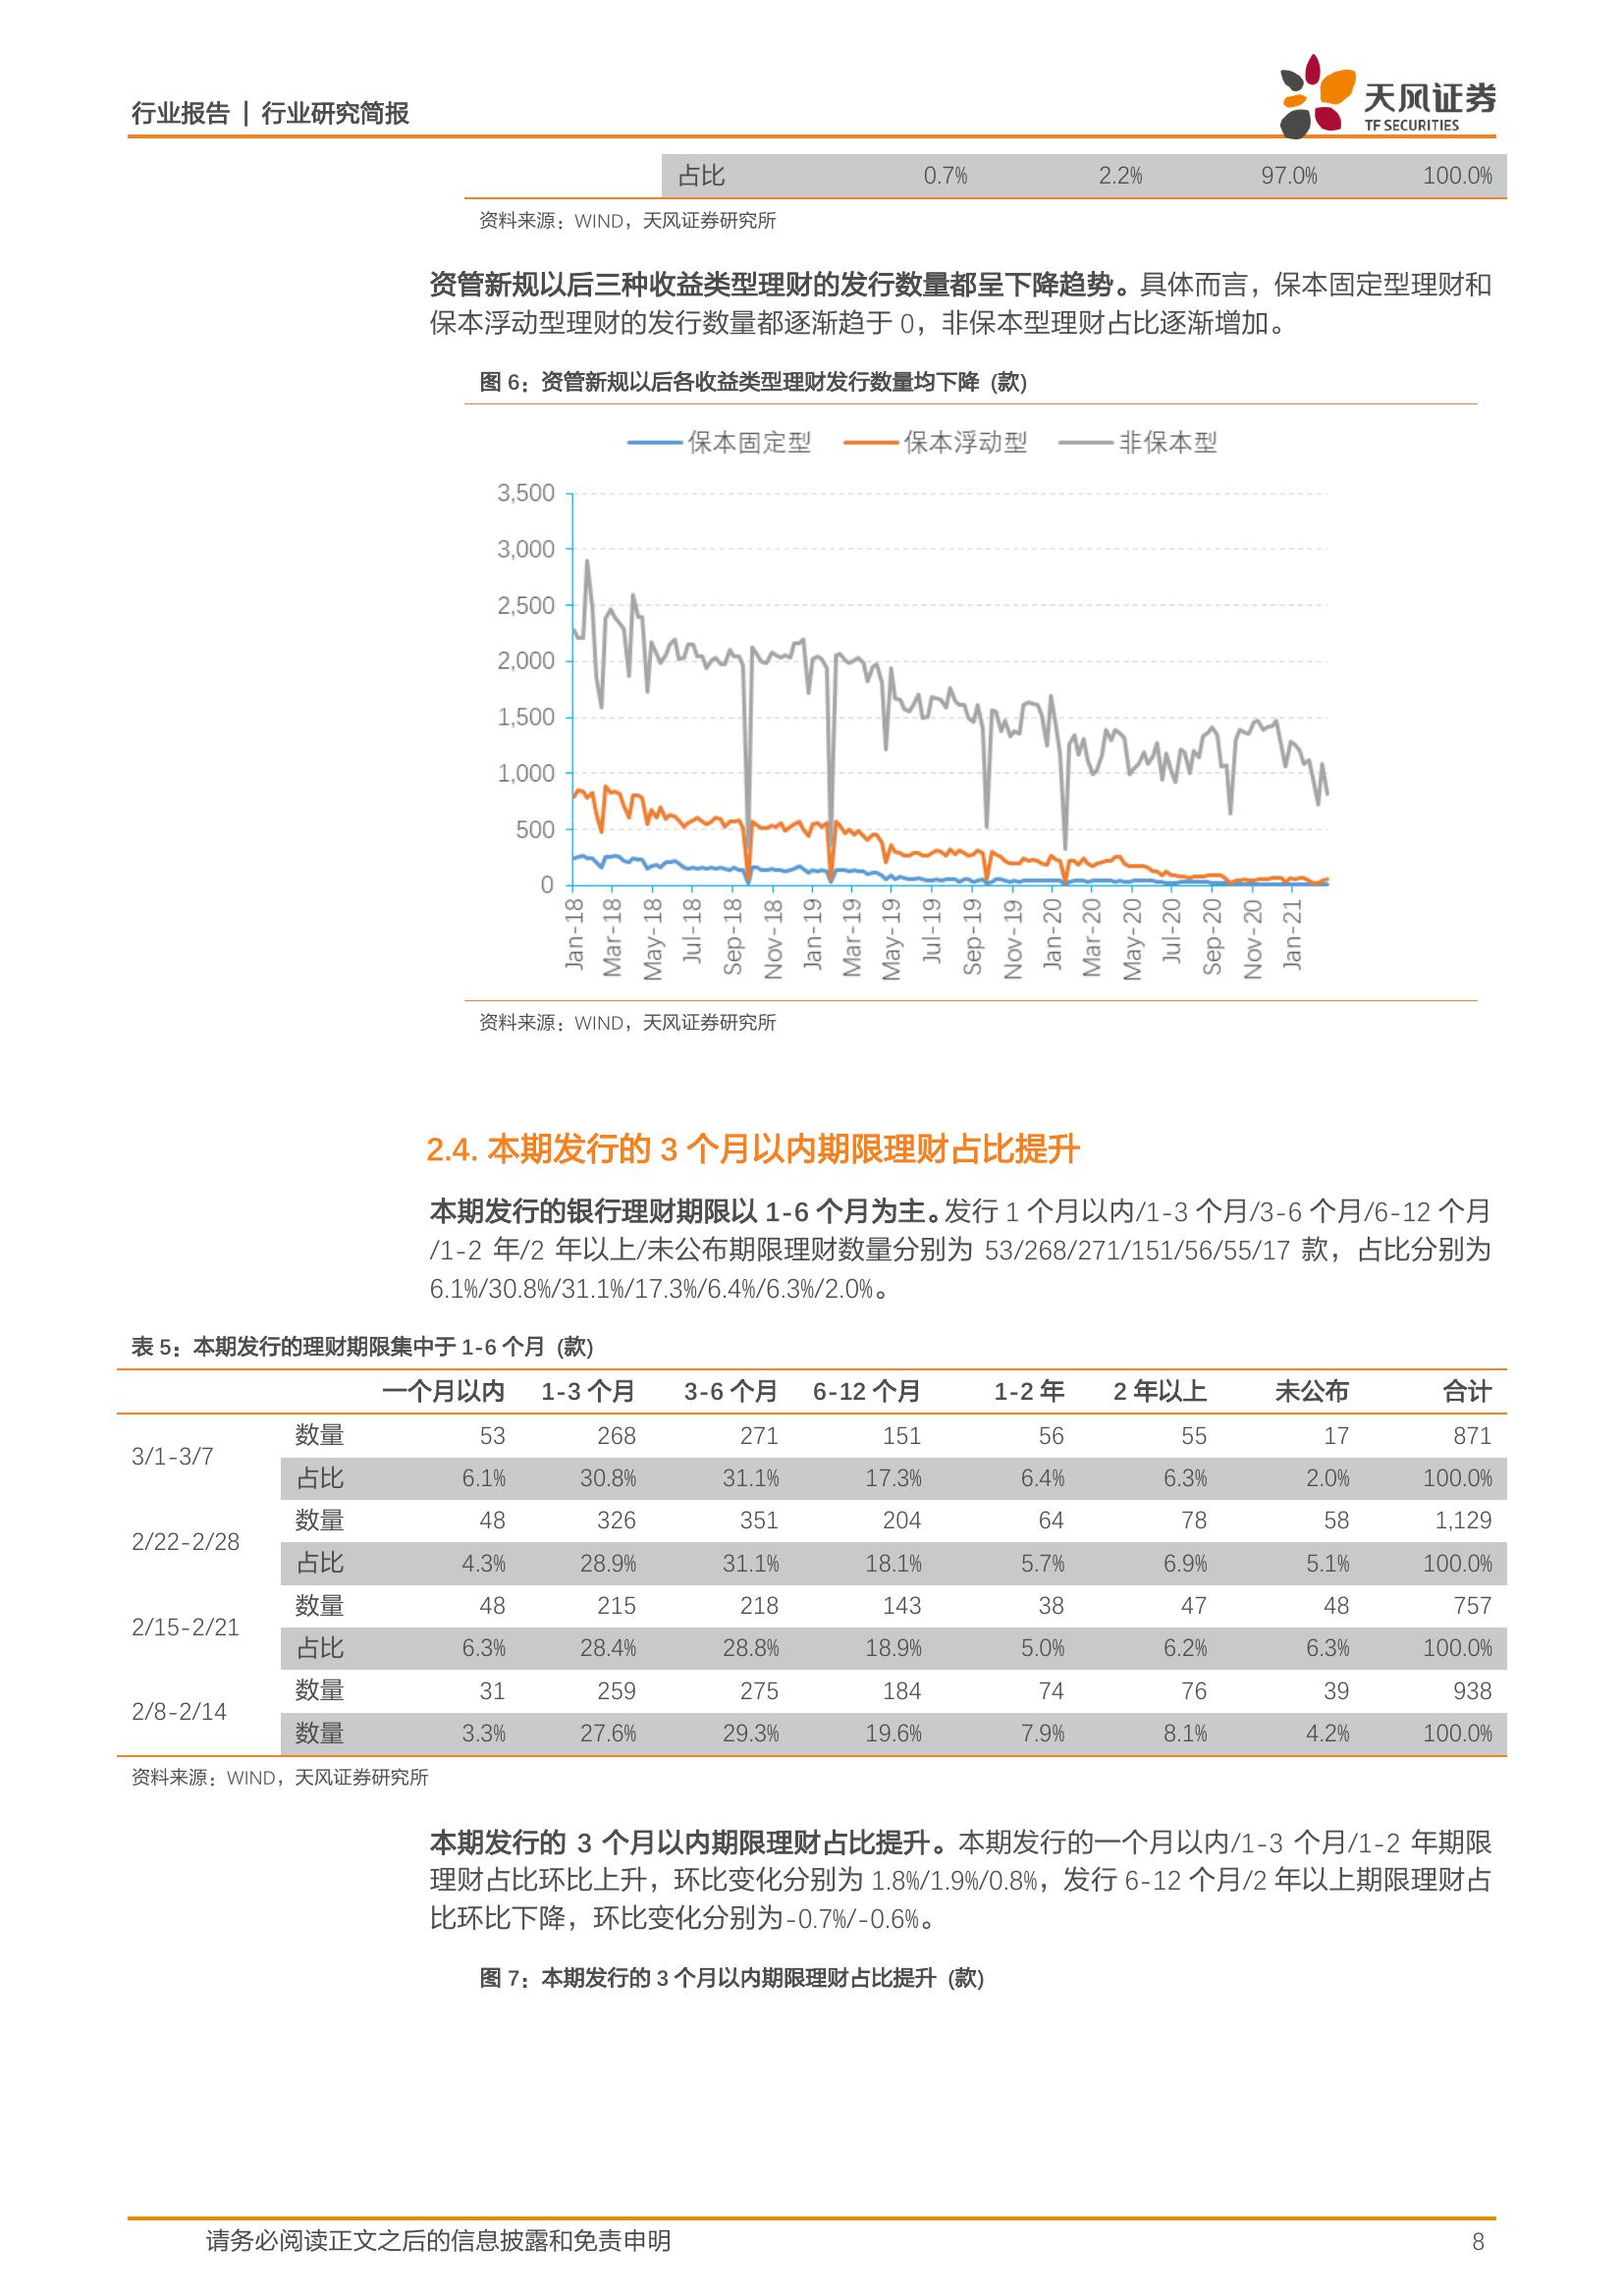 行业报告 | 行业研究简报
天风证券
TF SECURITIES
占比 0.7% 2.2% 97.0% 100.0%
资料来源：WIND，天风证券研究所
资管新规以后三种收益类型理财的发行数量都呈下降趋势。具体而言，保本固定型理财和
保本浮动型理财的发行数量都逐渐趋于 0，非保本型理财占比逐渐增加。
图 6：资管新规以后各收益类型理财发行数量均下降（款）
保本固定型 保本浮动型 非保本型
3,500
3,000
2,500
2,000
1,500
1,000
500
0
Jan-18 Mar-18 May-18 Jul-18 Sep-18 Nov-18 Jan-19 Mar-19 May-19 Jul-19 Sep-19 Nov-19 Jan-20 Mar-20 May-20 Jul-20 Sep-20 Nov-20 Jan-21
资料来源：WIND，天风证券研究所
2.4. 本期发行的 3 个月以内期限理财占比提升
本期发行的银行理财期限以 1-6 个月为主。发行 1 个月以内/1-3 个月/3-6 个月/6-12 个月
/1-2 年/2 年以上/未公布期限理财数量分别为 53/268/271/151/56/55/17 款，占比分别为
6.1%/30.8%/31.1%/17.3%/6.4%/6.3%/2.0%。
表 5：本期发行的理财期限集中于 1-6 个月（款）
一个月以内 1-3 个月 3-6 个月 6-12 个月 1-2 年 2 年以上 未公布 合计
3/1-3/7
数量 53 268 271 151 56 55 17 871
占比 6.1% 30.8% 31.1% 17.3% 6.4% 6.3% 2.0% 100.0%
2/22-2/28
数量 48 326 351 204 64 78 58 1,129
占比 4.3% 28.9% 31.1% 18.1% 5.7% 6.9% 5.1% 100.0%
2/15-2/21
数量 48 215 218 143 38 47 48 757
占比 6.3% 28.4% 28.8% 18.9% 5.0% 6.2% 6.3% 100.0%
2/8-2/14
数量 31 259 275 184 74 76 39 938
数量 3.3% 27.6% 29.3% 19.6% 7.9% 8.1% 4.2% 100.0%
资料来源：WIND，天风证券研究所
本期发行的 3 个月以内期限理财占比提升。本期发行的一个月以内/1-3 个月/1-2 年期限
理财占比环比上升，环比变化分别为 1.8%/1.9%/0.8%，发行 6-12 个月/2 年以上期限理财占
比环比下降，环比变化分别为-0.7%/-0.6%。
图 7：本期发行的 3 个月以内期限理财占比提升（款）
请务必阅读正文之后的信息披露和免责申明 8